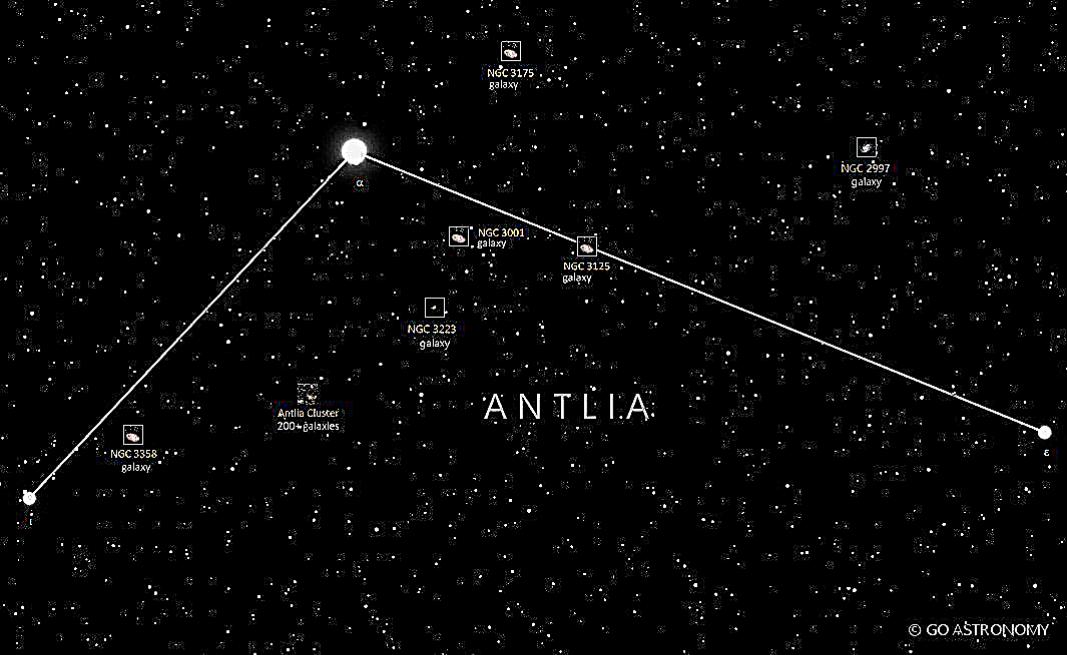 NGC 3175
galaxy
NGC 2997
galaxy
α
NGC 3001
galaxy
NGC 3125
galaxy
NGC 3223
galaxy
ANTLIA
Antlia Cluster
200+ galaxies
NGC 3358
galaxy
ε
ι
© GO ASTRONOMY